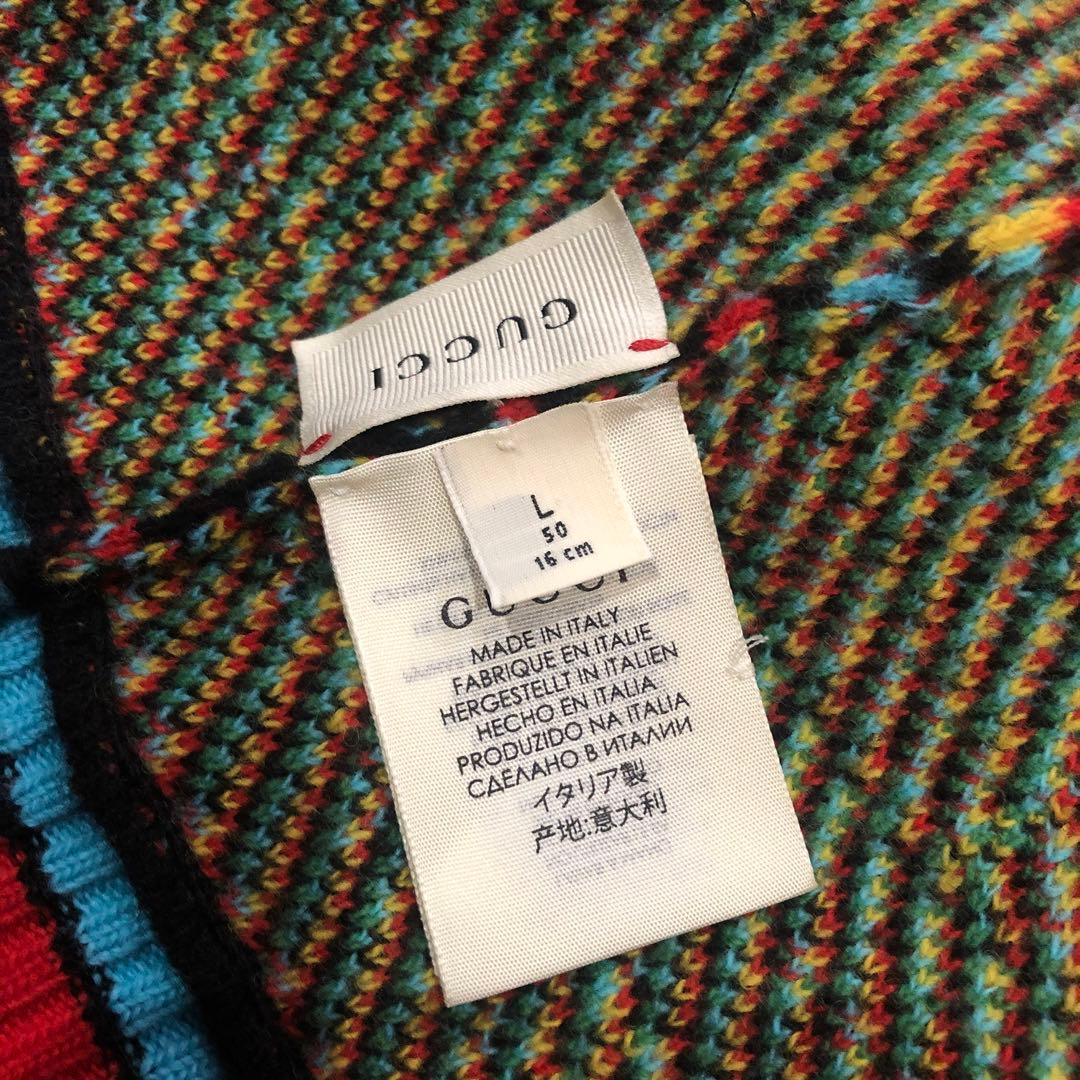 GUCCI
L
50
16 cm
GUCCI
MADE IN ITALY
FABRIQUE EN ITALIE
HERGESTELLT IN ITALIEN
HECHO EN ITALIA
PRODUZIDO NA ITALIA
СДЕЛАНО В ИТАЛИИ
イタリア製
产地:意大利